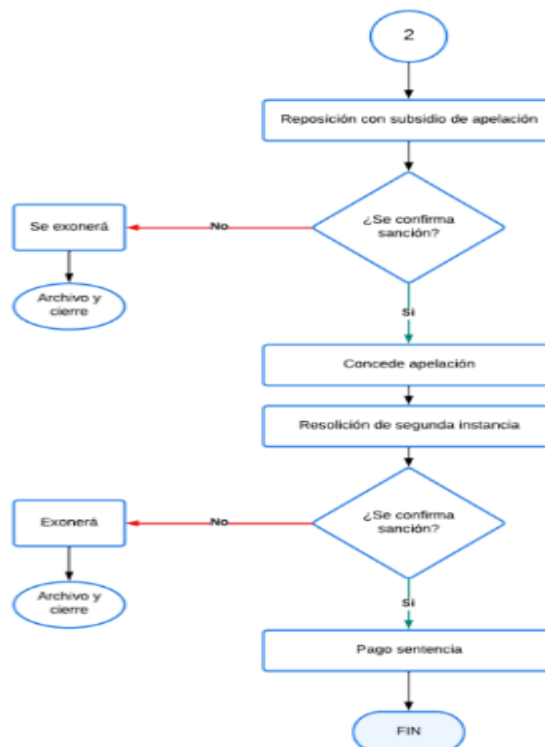 2
Reposición con subsidio de apelación
¿Se confirma
sanción?
No
Se exonerá
Archivo y
cierre
Si
Concede apelación
Resolición de segunda instancia
¿Se confirma
sanción?
No
Exonerá
Archivo y
cierre
Si
Pago sentencia
FIN